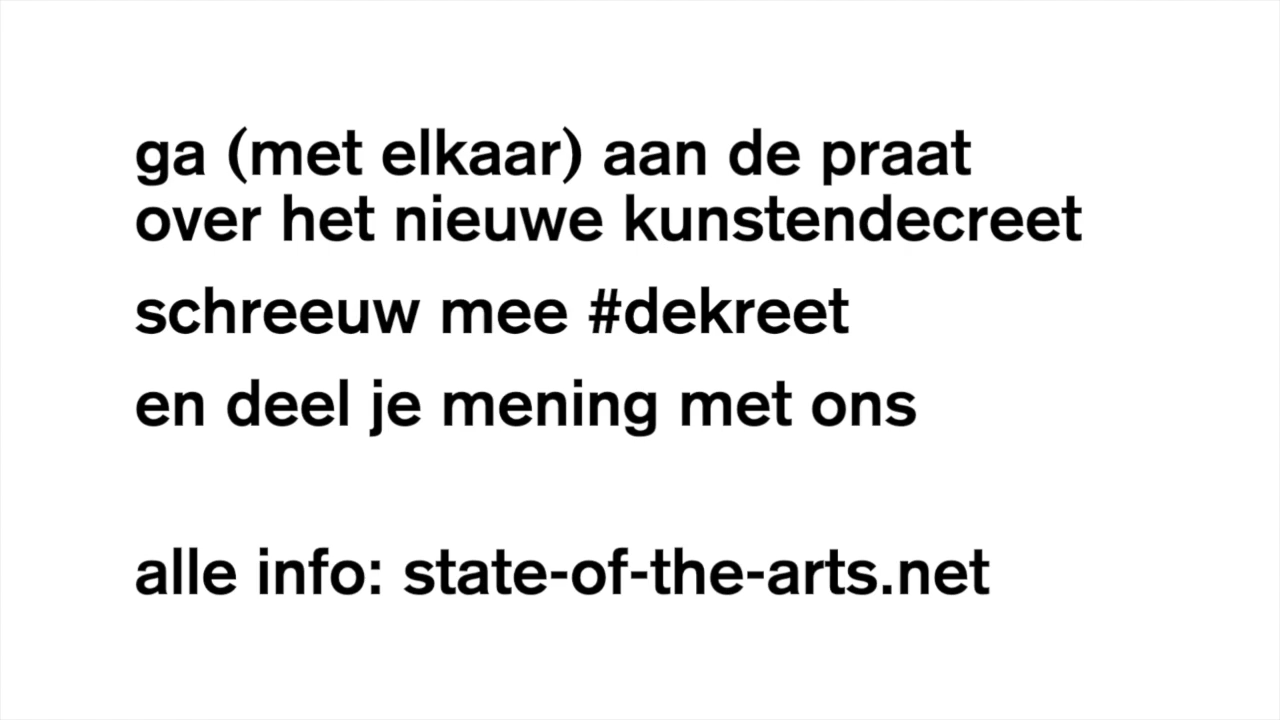 ga (met elkaar) aan de praat
over het nieuwe kunstendecreet
schreeuw mee #dekreet
en deel je mening met ons
alle info: state-of-the-arts.net